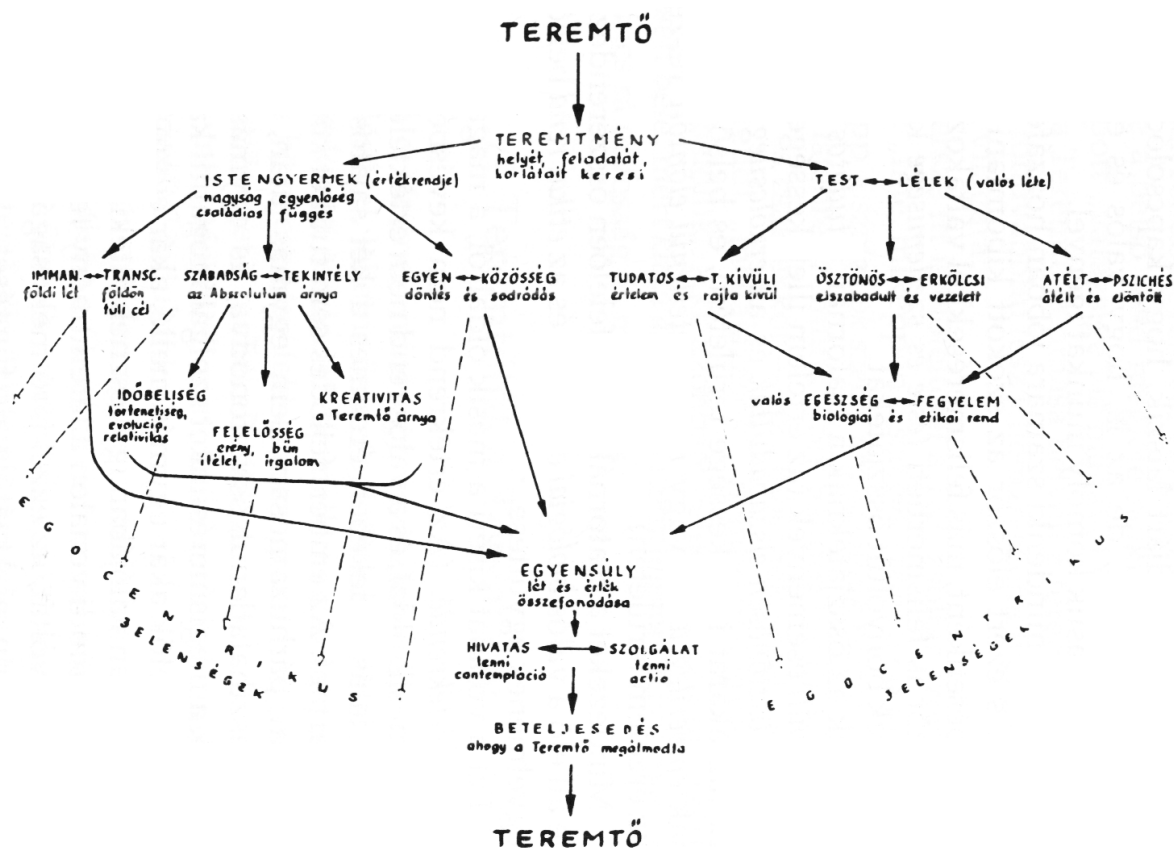 TEREMTŐ
TEREMTMÉNY
helyét, feladatát,
korlátait keresi
ISTENGYERMEK (értékrendje)
nagyság egyenlőség
családias függés
TEST LÉLEK (valós léte)
IMMAN. TRANSC.
földi lét földön
túli cél
SZABADSÁG TEKINTÉLY
az Abszolutum árnya
EGYÉN KÖZÖSSÉG
döntés és sodródás
TUDATOS T. KÍVÜLI
értelem és rajta kívül
ÖSZTÖNÖS ERKÖLCSI
elszabadult és vezetett
ÁTÉLT PSZICHÉS
átélt és eljöntött
IDŐBELISÉG
történetiség,
evolució,
relativitás
FELELŐSSÉG
erény, bűn
ítélet, irgalom
KREATIVITÁS
a Teremtő árnya
valós EGÉSZSÉG FEGYELEM
biológiai és etikai rend
EGOCENTRIKUS
JELENSÉGEK
EGYENSÚLY
lét és érték
összefonódása
HIVATÁS SZOLGÁLAT
lenni tenni
contempláció actio
EGOCENTRIKUS
JELENSÉGEK
BETELJESEDÉS
ahogy a Teremtő megálmodta
TEREMTŐ